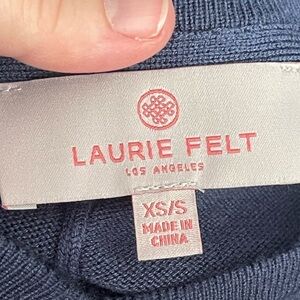 LAURIE FELT
LOS ANGELES
XS/S
MADE IN
CHINA